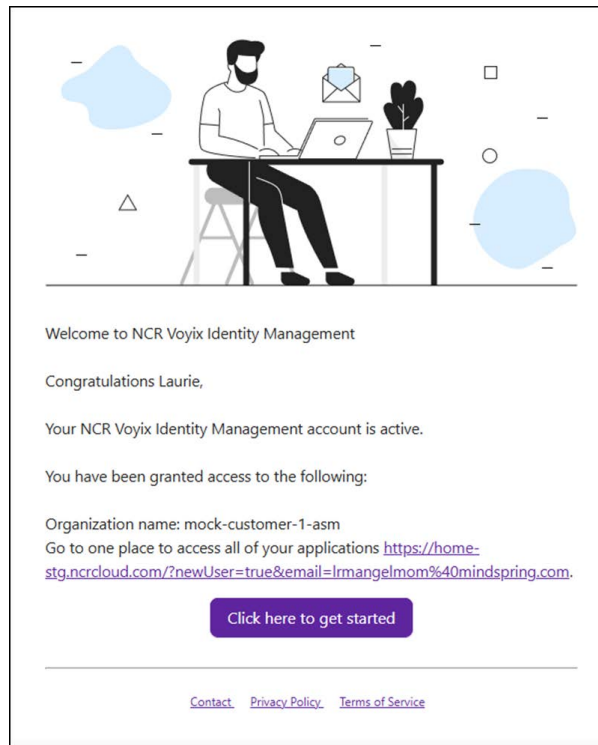 Welcome to NCR Voyix Identity Management
Congratulations Laurie,
Your NCR Voyix Identity Management account is active.
You have been granted access to the following:
Organization name: mock-customer-1-asm
Go to one place to access all of your applications https://home-
stg.ncrcloud.com/?newUser=true&email=lrmangelmom%40mindspring.com.
Click here to get started
Contact Privacy Policy Terms of Service